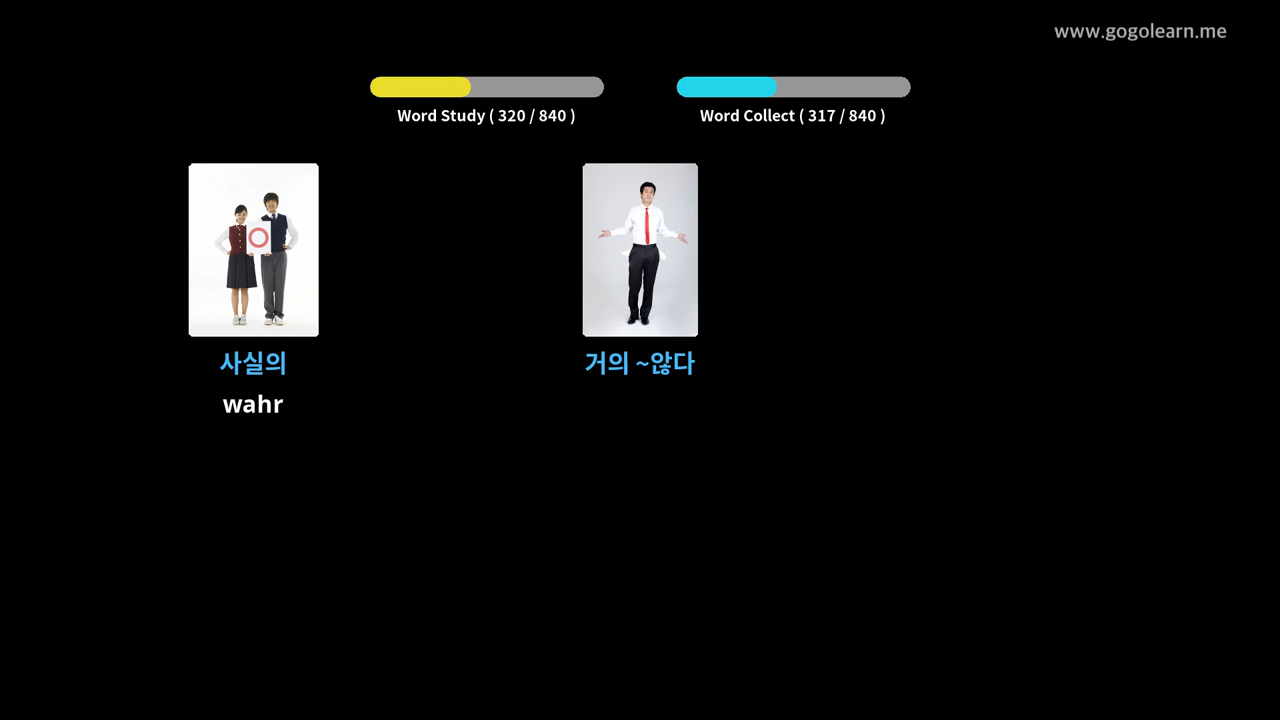 www.gogolearn.me
Word Study ( 320 / 840 )
Word Collect ( 317 / 840 )
사실의
wahr
거의 ~않다